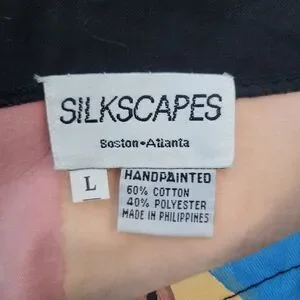 SILKSCAPES
Boston•Atlanta
L
HANDPAINTED
60% COTTON
40% POLYESTER
MADE IN PHILIPPINES